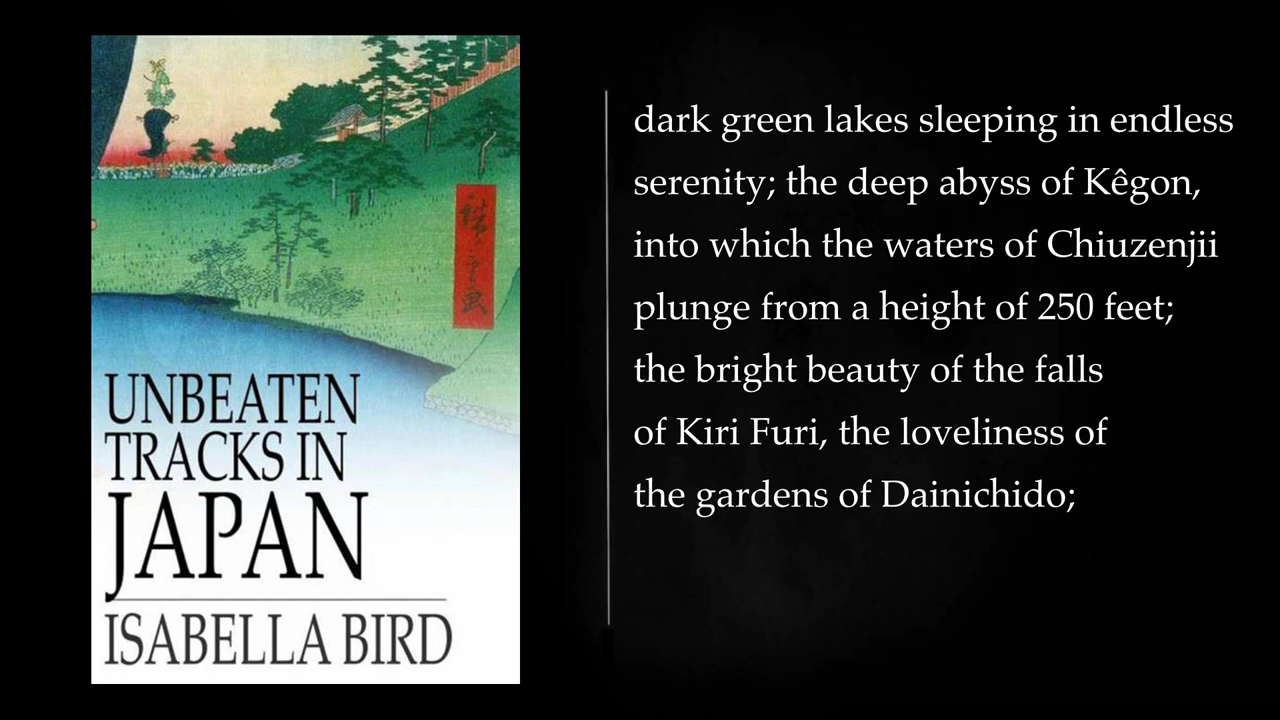 UNBEATEN
TRACKS IN
JAPAN
ISABELLA BIRD
dark green lakes sleeping in endless
serenity; the deep abyss of Kêgon,
into which the waters of Chiuzenjii
plunge from a height of 250 feet;
the bright beauty of the falls
of Kiri Furi, the loveliness of
the gardens of Dainichido;